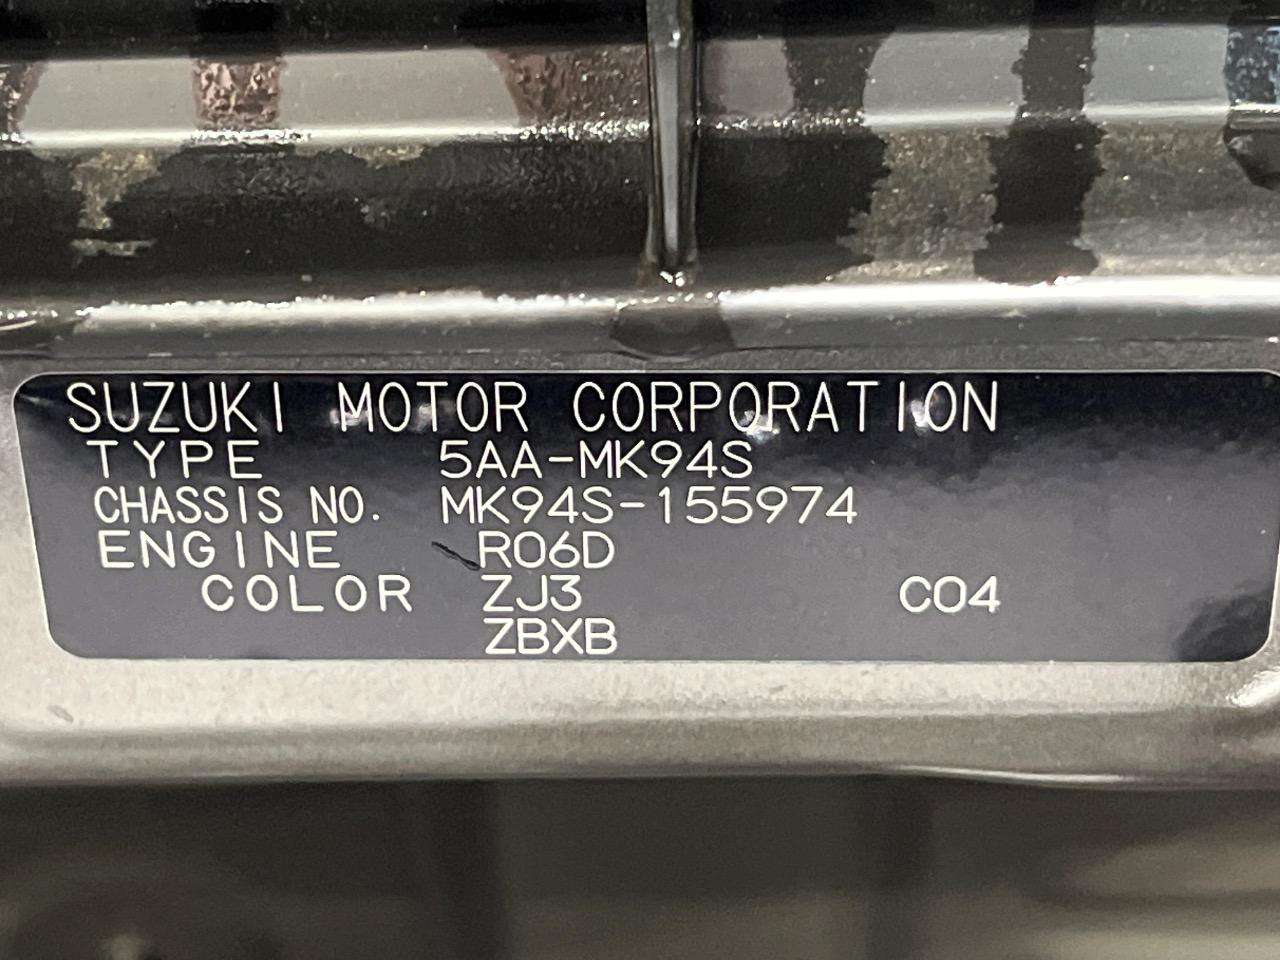 SUZUKI MOTOR CORPORATION
TYPE 5AA-MK94S
CHASSIS NO. MK94S-155974
ENGINE R06D
COLOR ZJ3 C04
ZBXB